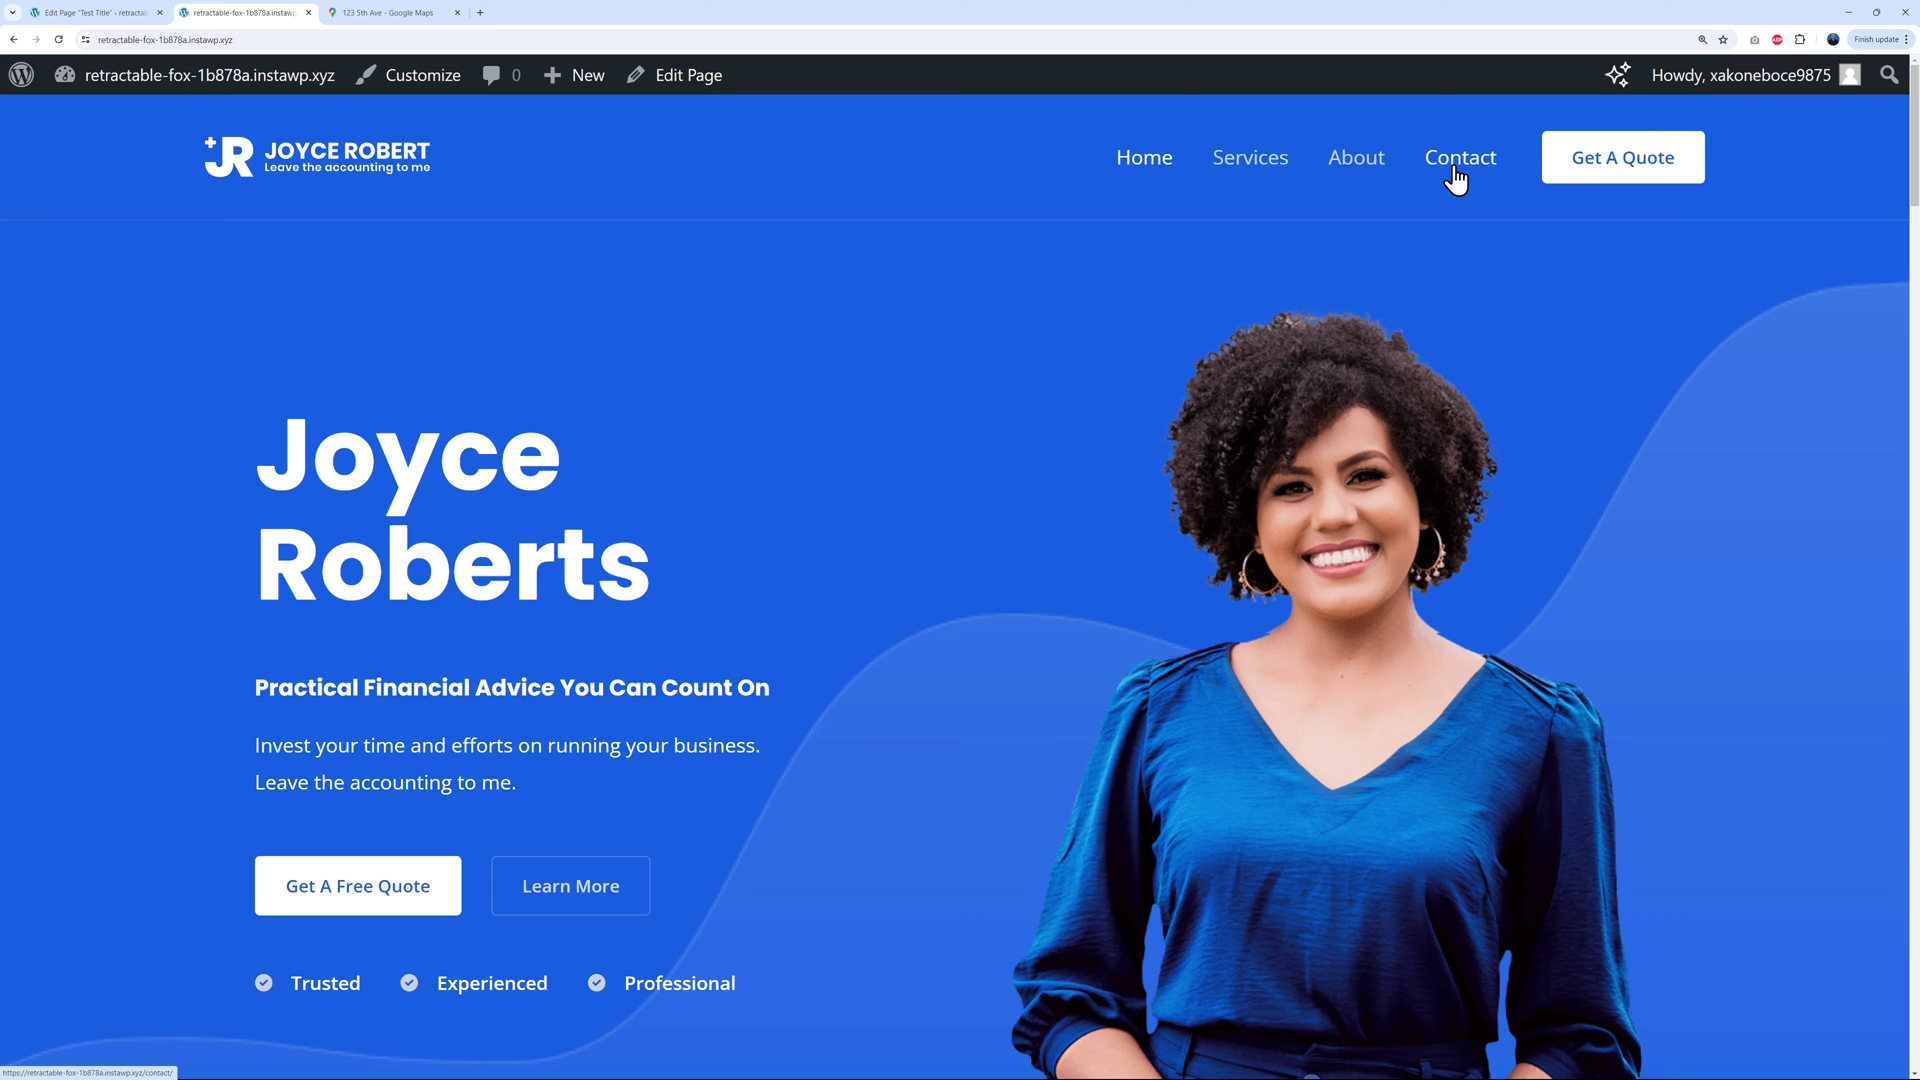 Edit Page "Test Title" ‹ retractab
retractable-fox-1b878a.instawp
123 5th Ave - Google Maps
retractable-fox-1b878a.instawp.xyz
ABP
Finish update
retractable-fox-1b878a.instawp.xyz
Customize
0
New
Edit Page
Howdy, xakoneboce9875
JR
JOYCE ROBERT
Leave the accounting to me
Home
Services
About
Contact
Get A Quote
Joyce
Roberts
Practical Financial Advice You Can Count On
Invest your time and efforts on running your business.
Leave the accounting to me.
Get A Free Quote
Learn More
Trusted
Experienced
Professional
https://retractable-fox-1b878a.instawp.xyz/contact/